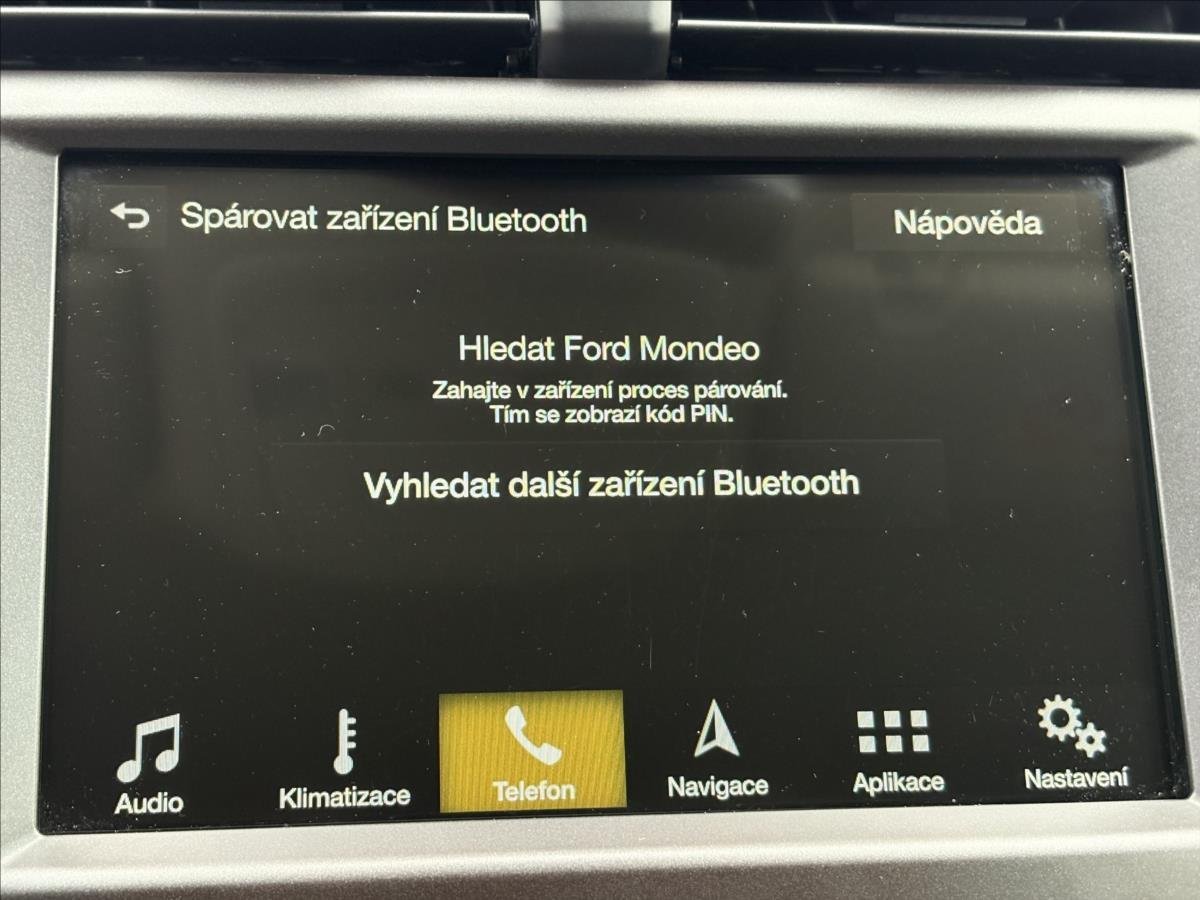 Spárovat zařízení Bluetooth
Nápověda
Hledat Ford Mondeo
Zahajte v zařízení proces párování.
Tím se zobrazí kód PIN.
Vyhledat další zařízení Bluetooth
Audio
Klimatizace
Telefon
Navigace
Aplikace
Nastavení